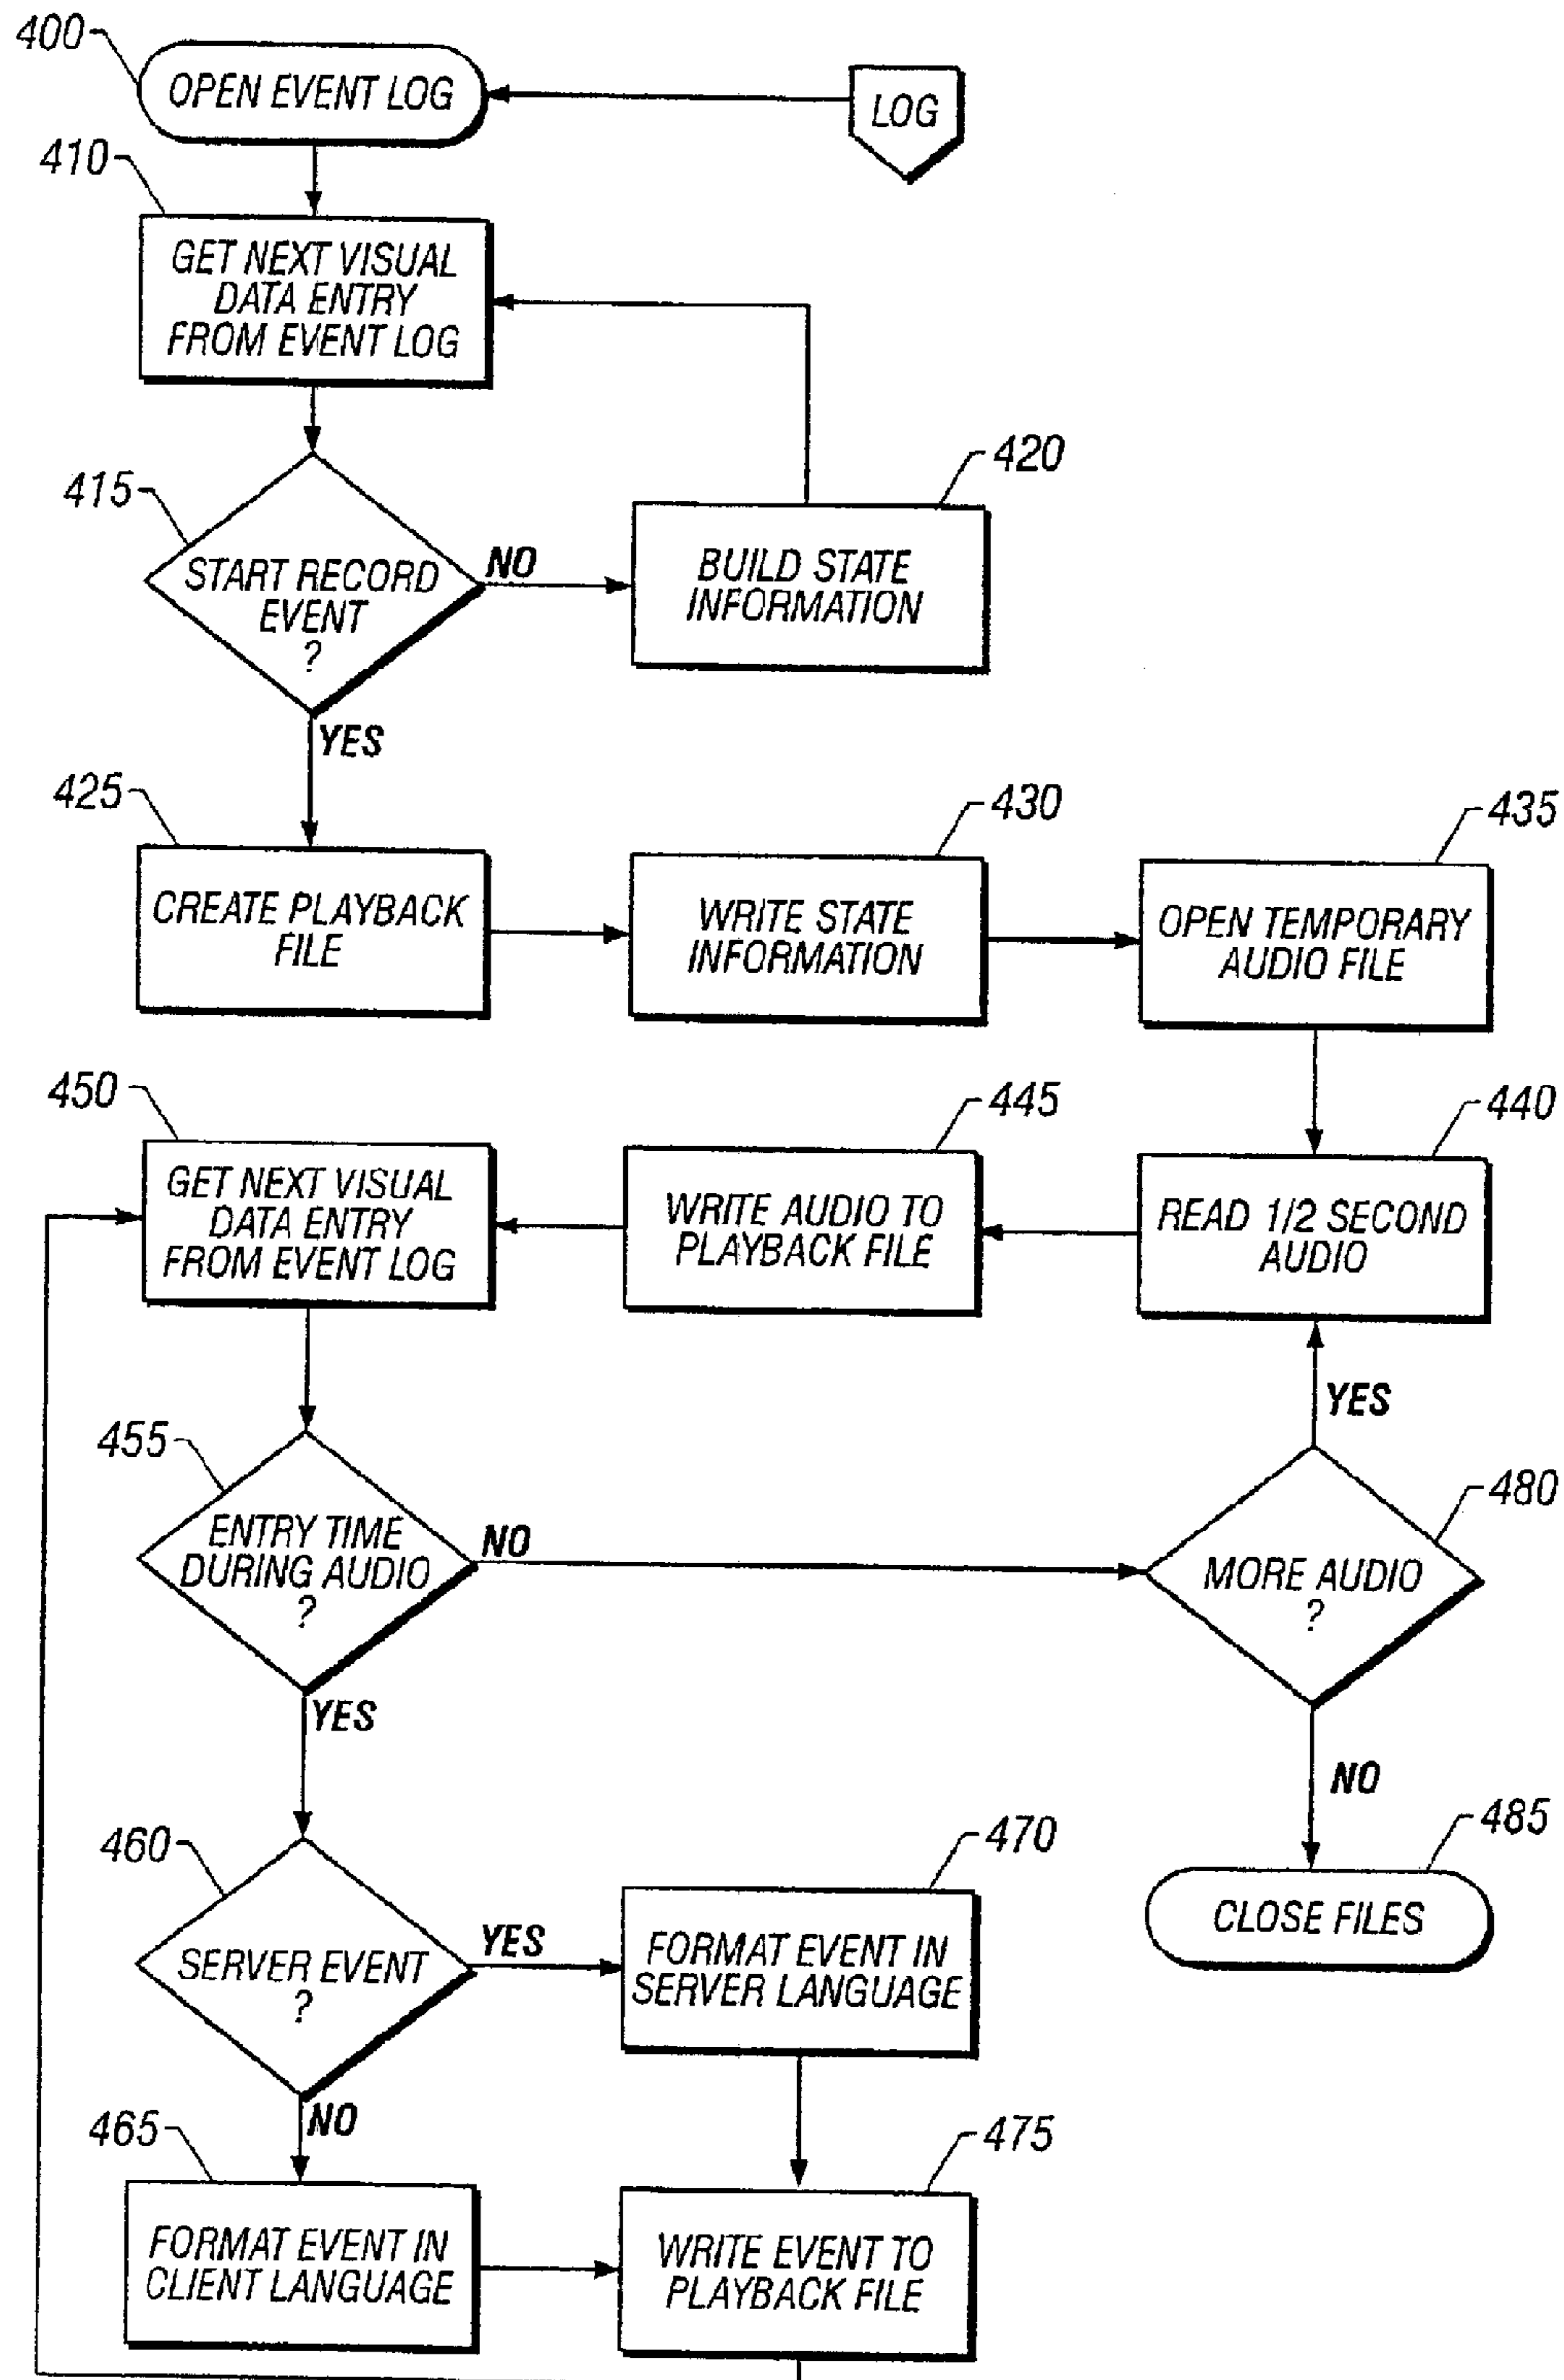 400
OPEN EVENT LOG
LOG
410
GET NEXT VISUAL
DATA ENTRY
FROM EVENT LOG
415
START RECORD
EVENT
?
NO
420
BUILD STATE
INFORMATION
YES
425
CREATE PLAYBACK
FILE
430
WRITE STATE
INFORMATION
435
OPEN TEMPORARY
AUDIO FILE
440
READ 1/2 SECOND
AUDIO
445
WRITE AUDIO TO
PLAYBACK FILE
450
GET NEXT VISUAL
DATA ENTRY
FROM EVENT LOG
455
ENTRY TIME
DURING AUDIO
?
NO
YES
480
MORE AUDIO
?
YES
NO
485
CLOSE FILES
460
SERVER EVENT
?
YES
470
FORMAT EVENT IN
SERVER LANGUAGE
NO
465
FORMAT EVENT IN
CLIENT LANGUAGE
475
WRITE EVENT TO
PLAYBACK FILE